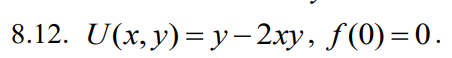 8.12. U(x, y) = y – 2xy, f(0) = 0.